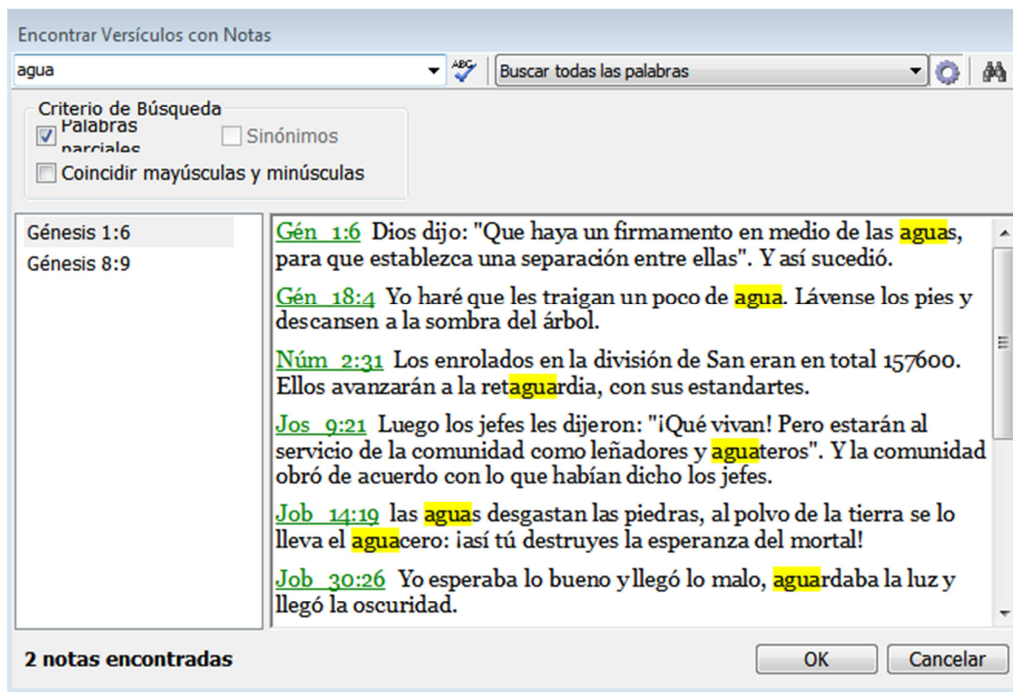 Encontrar Versículos con Notas
agua
ABC
Buscar todas las palabras
Criterio de Búsqueda
Palabras
parciales
Sinónimos
Coincidir mayúsculas y minúsculas
Génesis 1:6
Génesis 8:9
Gén 1:6 Dios dijo: "Que haya un firmamento en medio de las aguas,
para que establezca una separación entre ellas". Y así sucedió.
Gén 18:4 Yo haré que les traigan un poco de agua. Lávense los pies y
descansen a la sombra del árbol.
Núm 2:31 Los enrolados en la división de San eran en total 157600.
Ellos avanzarán a la retaguardia, con sus estandartes.
Jos 9:21 Luego los jefes les dijeron: "¡Qué vivan! Pero estarán al
servicio de la comunidad como leñadores y aguateros". Y la comunidad
obró de acuerdo con lo que habían dicho los jefes.
Job 14:19 las aguas desgastan las piedras, al polvo de la tierra se lo
lleva el aguacero: ¡así tú destruyes la esperanza del mortal!
Job 30:26 Yo esperaba lo bueno y llegó lo malo, aguardaba la luz y
llegó la oscuridad.
2 notas encontradas
OK
Cancelar